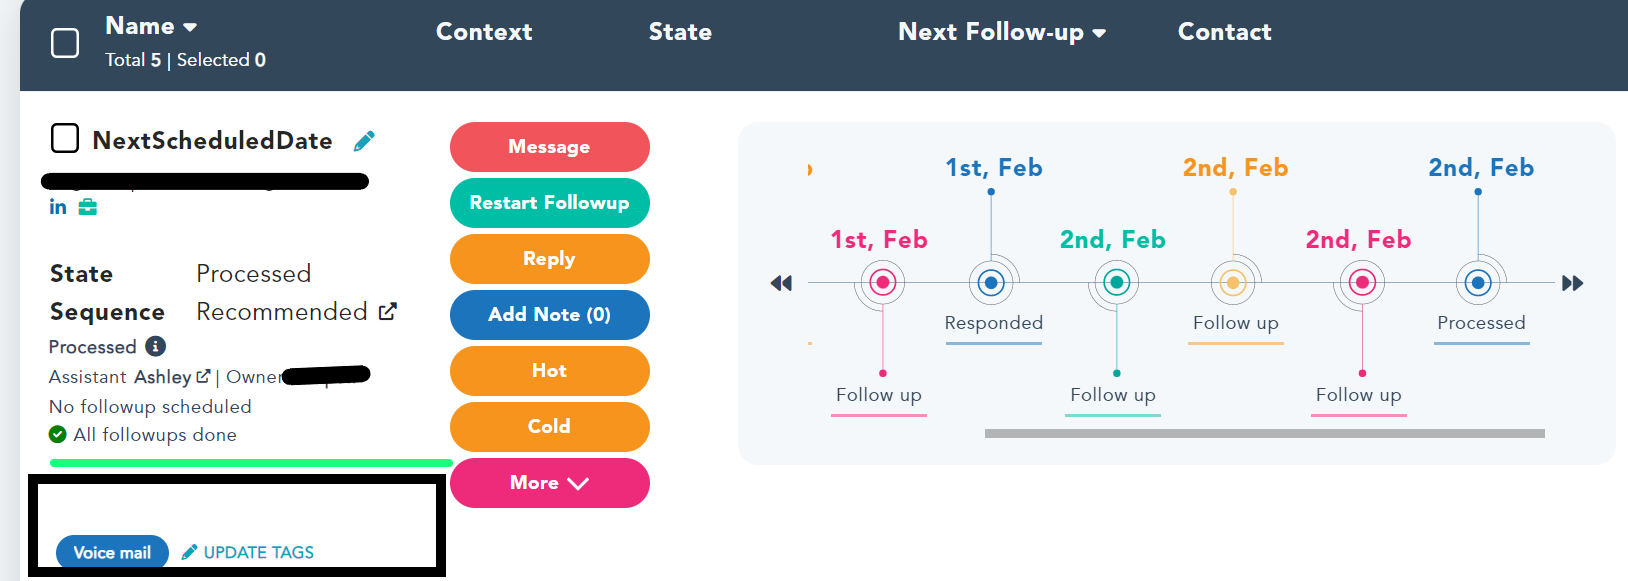 Name
Total 5 | Selected 0
Context
State
Next Follow-up
Contact
NextScheduledDate
in
State Processed
Sequence Recommended
Processed
Assistant Ashley | Owner
No followup scheduled
All followups done
Voice mail UPDATE TAGS
Message
Restart Followup
Reply
Add Note (0)
Hot
Cold
More
1st, Feb
Follow up
1st, Feb
Responded
2nd, Feb
Follow up
2nd, Feb
Follow up
2nd, Feb
Follow up
2nd, Feb
Processed